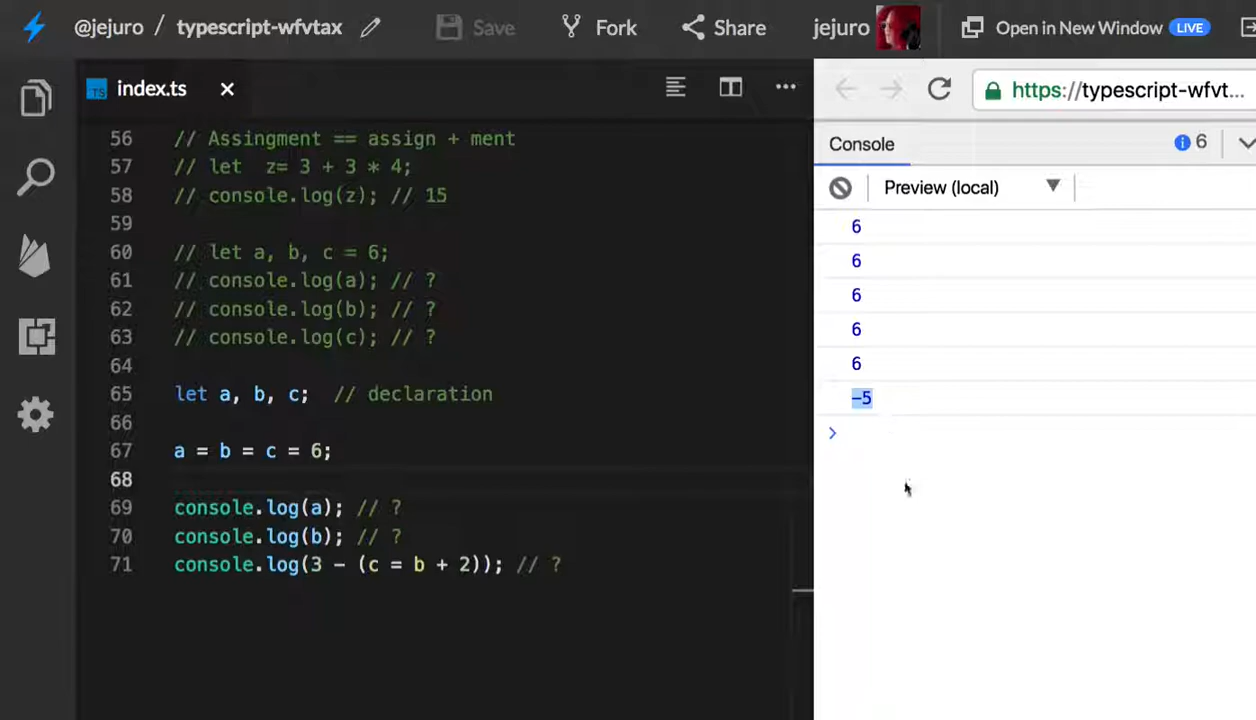 @jejuro / typescript-wfvtax
Save
Fork
Share
jejuro
Open in New Window LIVE
TS index.ts
https://typescript-wfvt...
56 // Assingment == assign + ment
57 // let  z= 3 + 3 * 4;
58 // console.log(z); // 15
59
60 // let a, b, c = 6;
61 // console.log(a); // ?
62 // console.log(b); // ?
63 // console.log(c); // ?
64
65 let a, b, c;  // declaration
66
67 a = b = c = 6;
68
69 console.log(a); // ?
70 console.log(b); // ?
71 console.log(3 - (c = b + 2)); // ?
Console
6
Preview (local)
6
6
6
6
6
-5
>